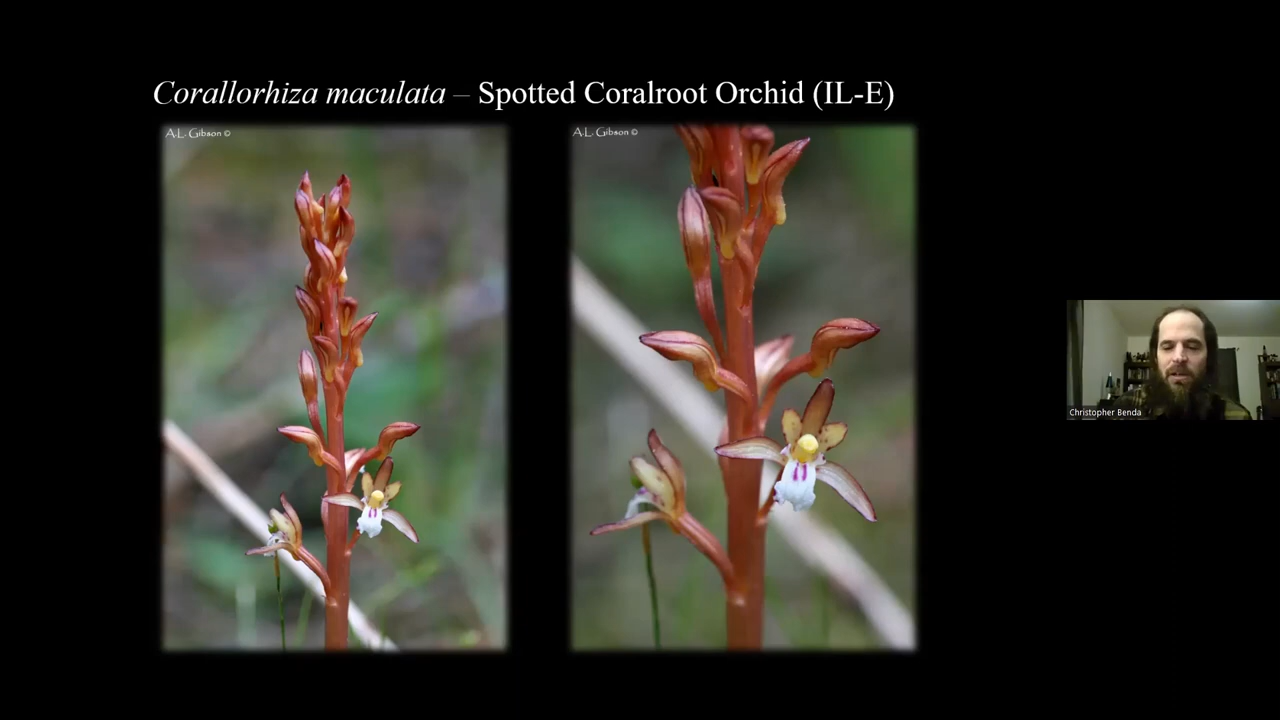 Corallorhiza maculata – Spotted Coralroot Orchid (IL-E)
A.L. Gibson ©
A.L. Gibson ©
Christopher Benda